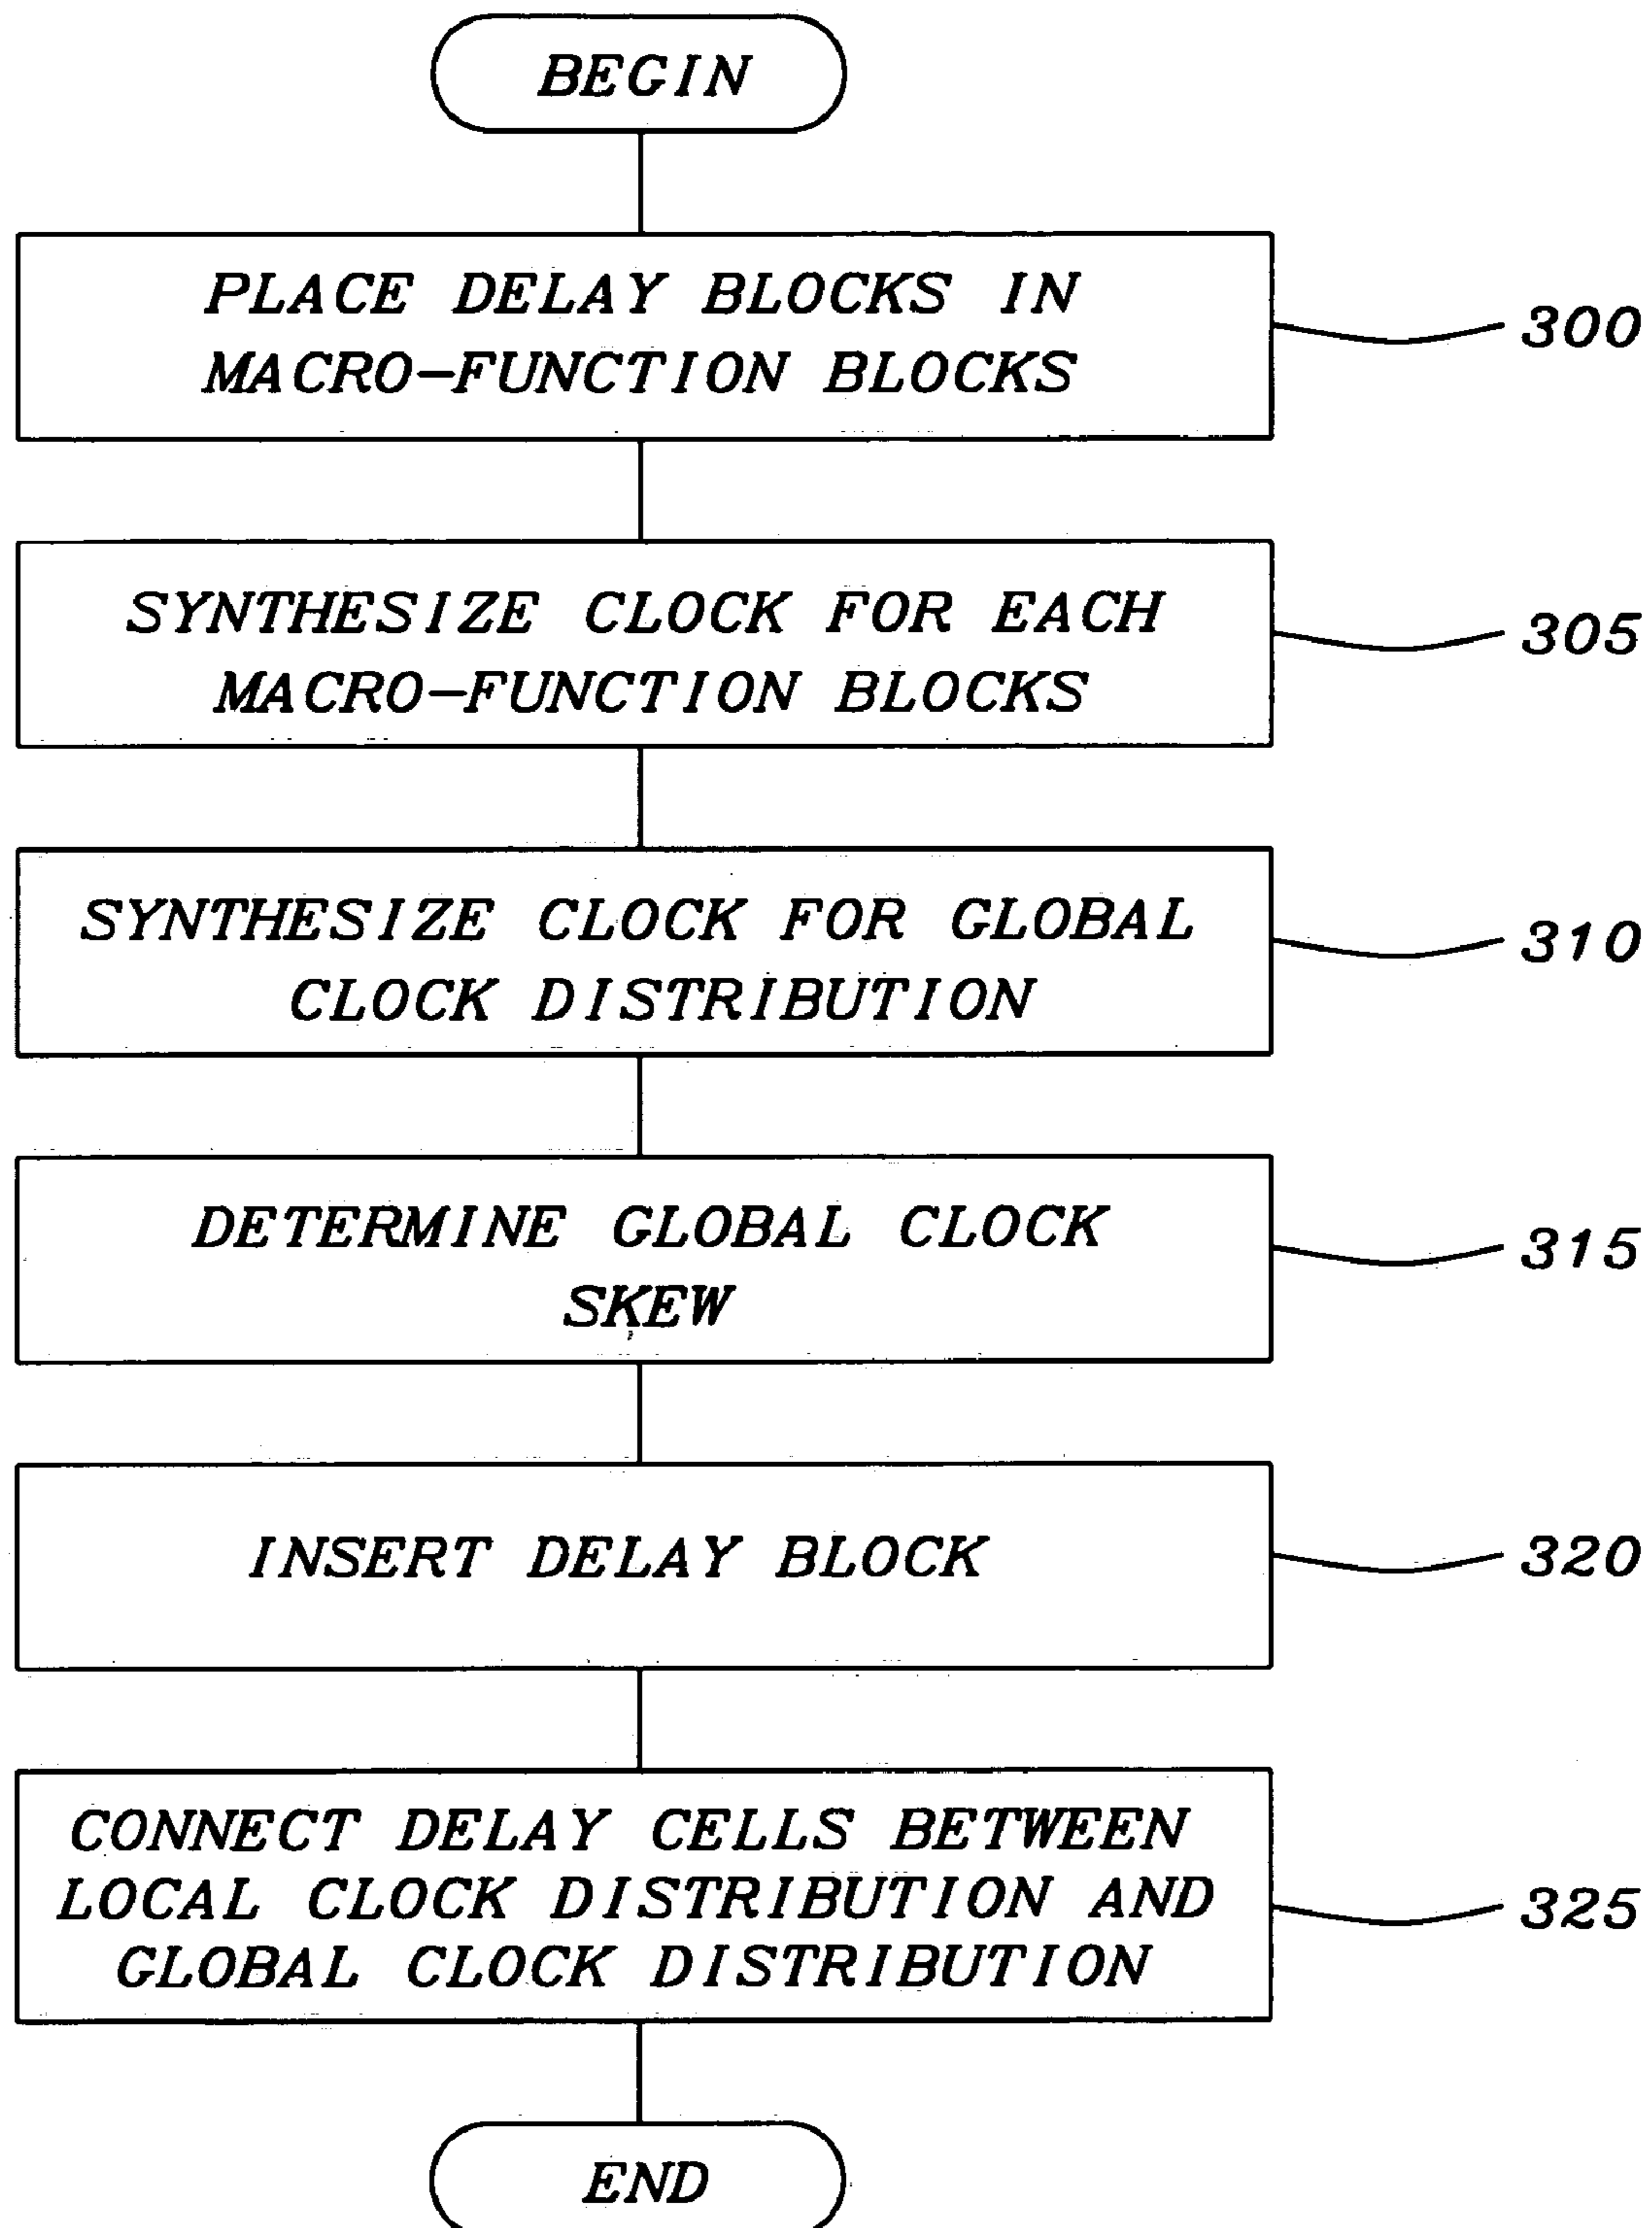 BEGIN
PLACE DELAY BLOCKS IN
MACRO-FUNCTION BLOCKS
300
SYNTHESIZE CLOCK FOR EACH
MACRO-FUNCTION BLOCKS
305
SYNTHESIZE CLOCK FOR GLOBAL
CLOCK DISTRIBUTION
310
DETERMINE GLOBAL CLOCK
SKEW
315
INSERT DELAY BLOCK
320
CONNECT DELAY CELLS BETWEEN
LOCAL CLOCK DISTRIBUTION AND
GLOBAL CLOCK DISTRIBUTION
325
END